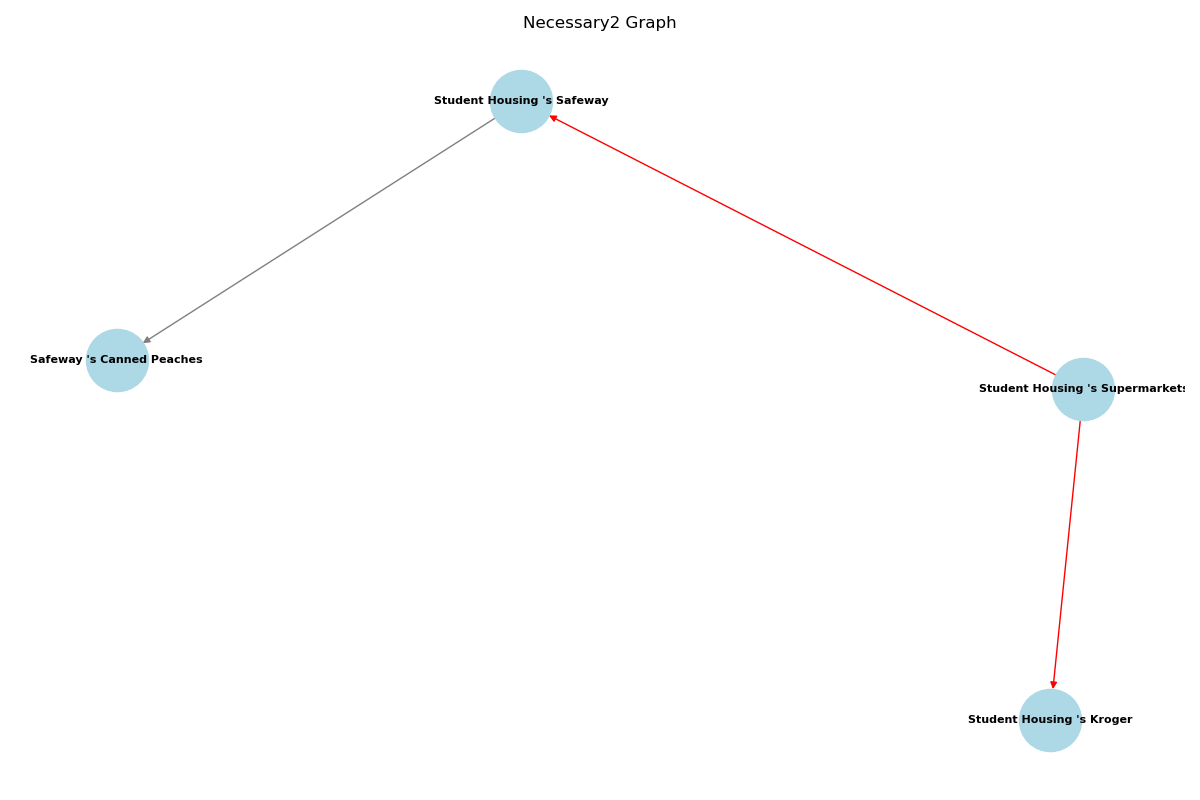 Necessary2 Graph
Student Housing 's Safeway
Safeway 's Canned Peaches
Student Housing 's Supermarkets
Student Housing 's Kroger